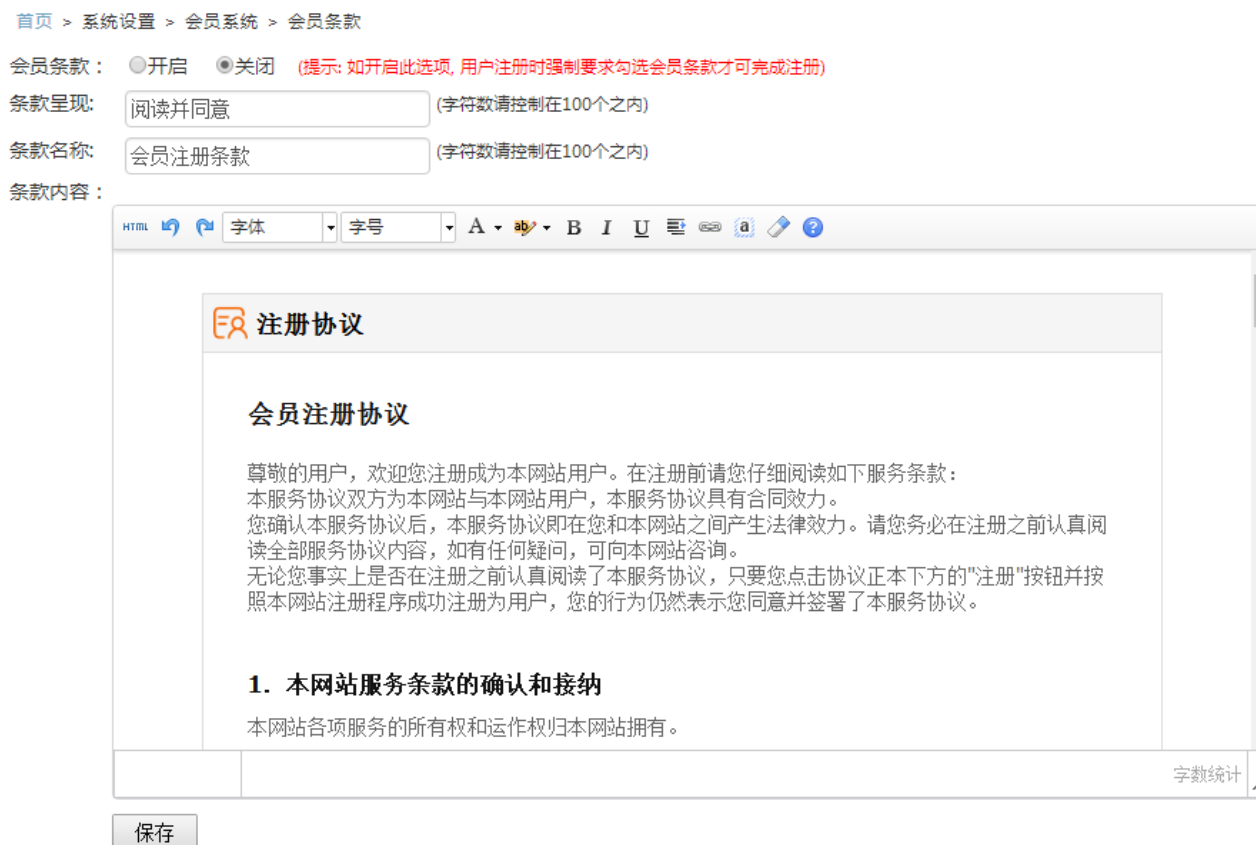 首页 > 系统设置 > 会员系统 > 会员条款
会员条款： 开启 关闭 (提示: 如开启此选项, 用户注册时强制要求勾选会员条款才可完成注册)
条款呈现: 阅读并同意 (字符数请控制在100个之内)
条款名称: 会员注册条款 (字符数请控制在100个之内)
条款内容：
HTML 字体 字号 A ab B I U a ?
注册协议
会员注册协议
尊敬的用户，欢迎您注册成为本网站用户。在注册前请您仔细阅读如下服务条款：
本服务协议双方为本网站与本网站用户，本服务协议具有合同效力。
您确认本服务协议后，本服务协议即在您和本网站之间产生法律效力。请您务必在注册之前认真阅
读全部服务协议内容，如有任何疑问，可向本网站咨询。
无论您事实上是否在注册之前认真阅读了本服务协议，只要您点击协议正本下方的"注册"按钮并按
照本网站注册程序成功注册为用户，您的行为仍然表示您同意并签署了本服务协议。
1．本网站服务条款的确认和接纳
本网站各项服务的所有权和运作权归本网站拥有。
字数统计
保存